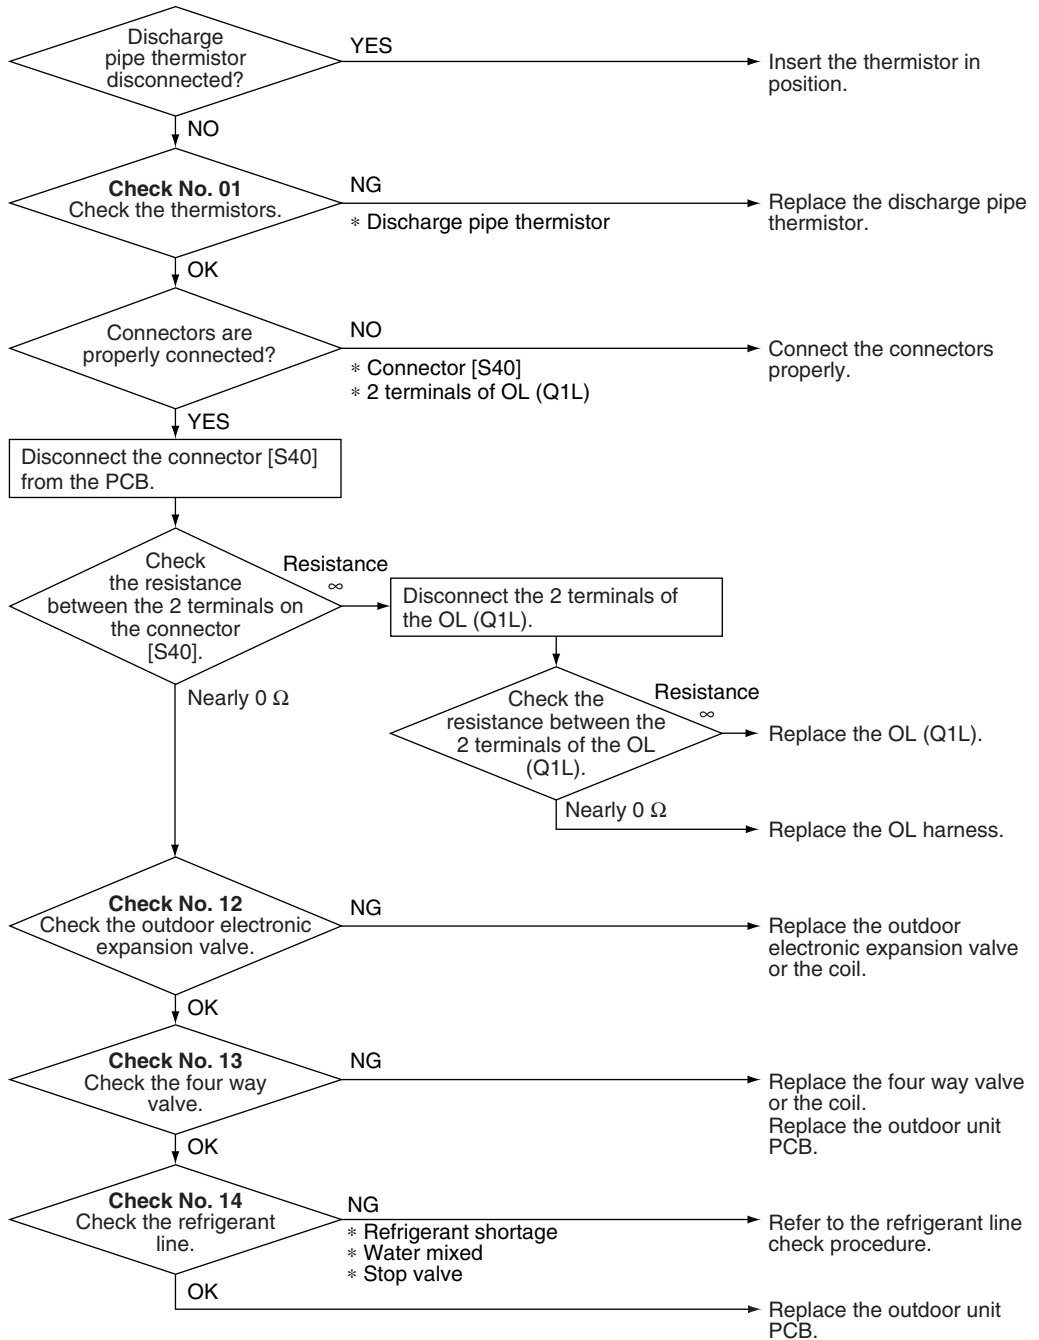 Discharge
pipe thermistor
disconnected?
YES
Insert the thermistor in
position.
NO
Check No. 01
Check the thermistors.
NG
* Discharge pipe thermistor
Replace the discharge pipe
thermistor.
OK
Connectors are
properly connected?
NO
* Connector [S40]
* 2 terminals of OL (Q1L)
Connect the connectors
properly.
YES
Disconnect the connector [S40]
from the PCB.
Check
the resistance
between the 2 terminals on
the connector
[S40].
Resistance
∞
Disconnect the 2 terminals of
the OL (Q1L).
Nearly 0 Ω
Check the
resistance between the
2 terminals of the OL
(Q1L).
Resistance
∞
Replace the OL (Q1L).
Nearly 0 Ω
Replace the OL harness.
Check No. 12
Check the outdoor electronic
expansion valve.
NG
Replace the outdoor
electronic expansion valve
or the coil.
OK
Check No. 13
Check the four way
valve.
NG
Replace the four way valve
or the coil.
Replace the outdoor unit
PCB.
OK
Check No. 14
Check the refrigerant
line.
NG
* Refrigerant shortage
* Water mixed
* Stop valve
Refer to the refrigerant line
check procedure.
OK
Replace the outdoor unit
PCB.